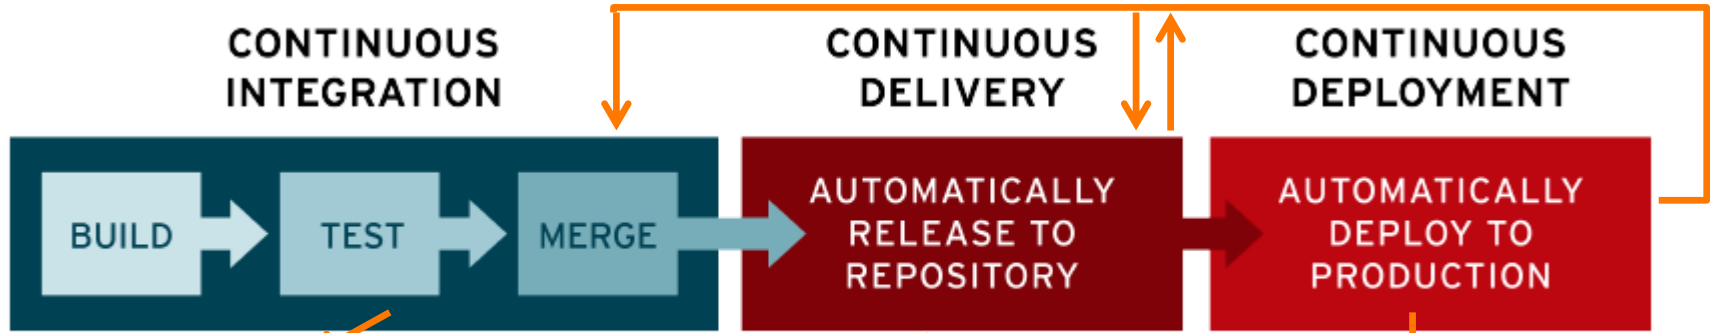 CONTINUOUS
INTEGRATION
CONTINUOUS
DELIVERY
CONTINUOUS
DEPLOYMENT
BUILD
TEST
MERGE
AUTOMATICALLY
RELEASE TO
REPOSITORY
AUTOMATICALLY
DEPLOY TO
PRODUCTION